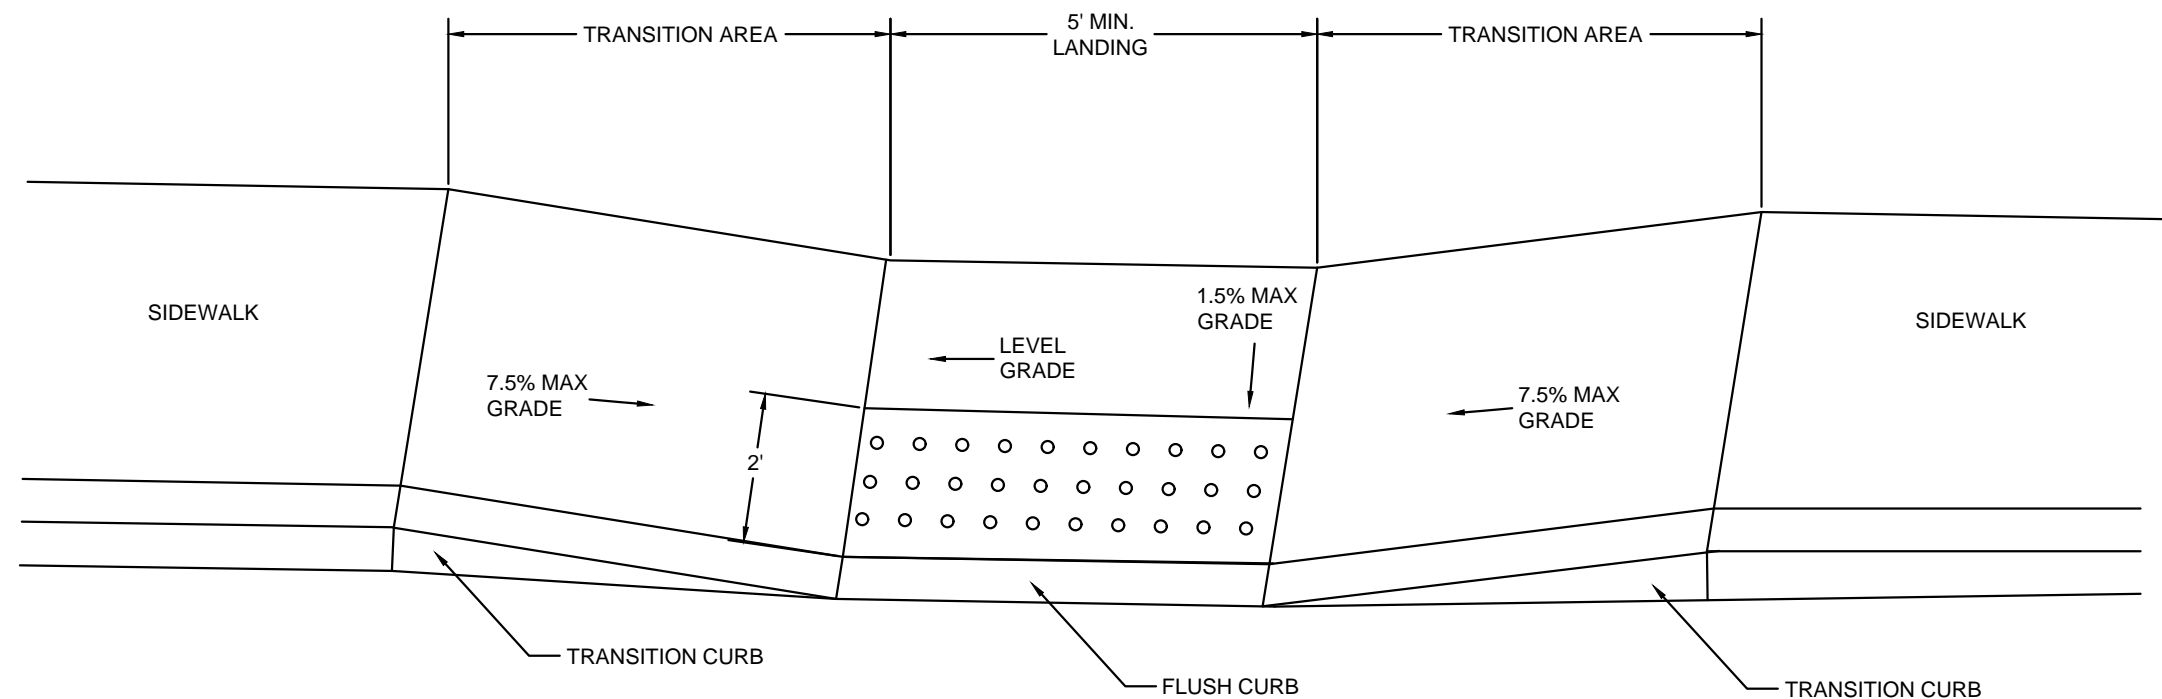 TRANSITION AREA
5' MIN.
LANDING
TRANSITION AREA
SIDEWALK
7.5% MAX
GRADE
2'
LEVEL
GRADE
1.5% MAX
GRADE
7.5% MAX
GRADE
SIDEWALK
TRANSITION CURB
FLUSH CURB
TRANSITION CURB